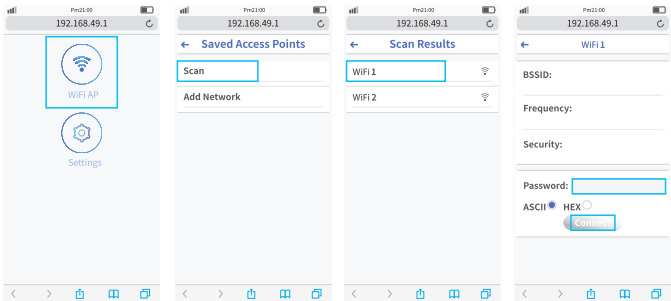 Pm21:00
192.168.49.1
WiFi AP
Settings
Pm21:00
192.168.49.1
Saved Access Points
Scan
Add Network
Pm21:00
192.168.49.1
Scan Results
WiFi 1
WiFi 2
Pm21:00
192.168.49.1
WiFi 1
BSSID:
Frequency:
Security:
Password:
ASCII HEX
Connect